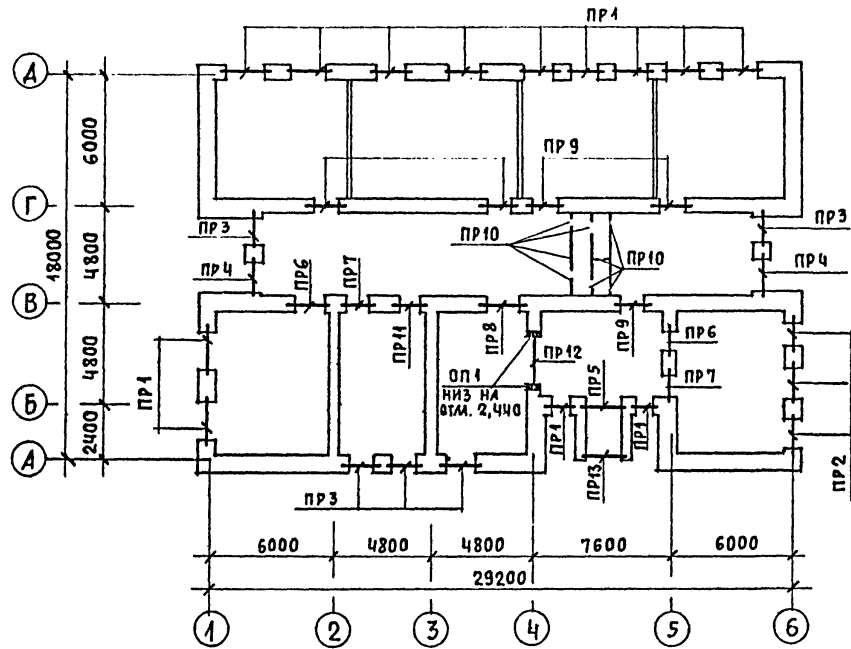 ПР1
Д
6000
ПР9
Г
ПР3
ПР10
ПР3
18000
4800
ПР4
ПР6
ПР7
ПР10
ПР4
В
ПР11
ПР8
ПР9
ПР6
4800
ПР1
ОП1
НИЗ НА
ОТМ. 2,440
ПР12
ПР5
ПР7
Б
2400
ПР1
ПР1
А
ПР3
ПР13
ПР2
6000
4800
4800
7600
6000
29200
1
2
3
4
5
6